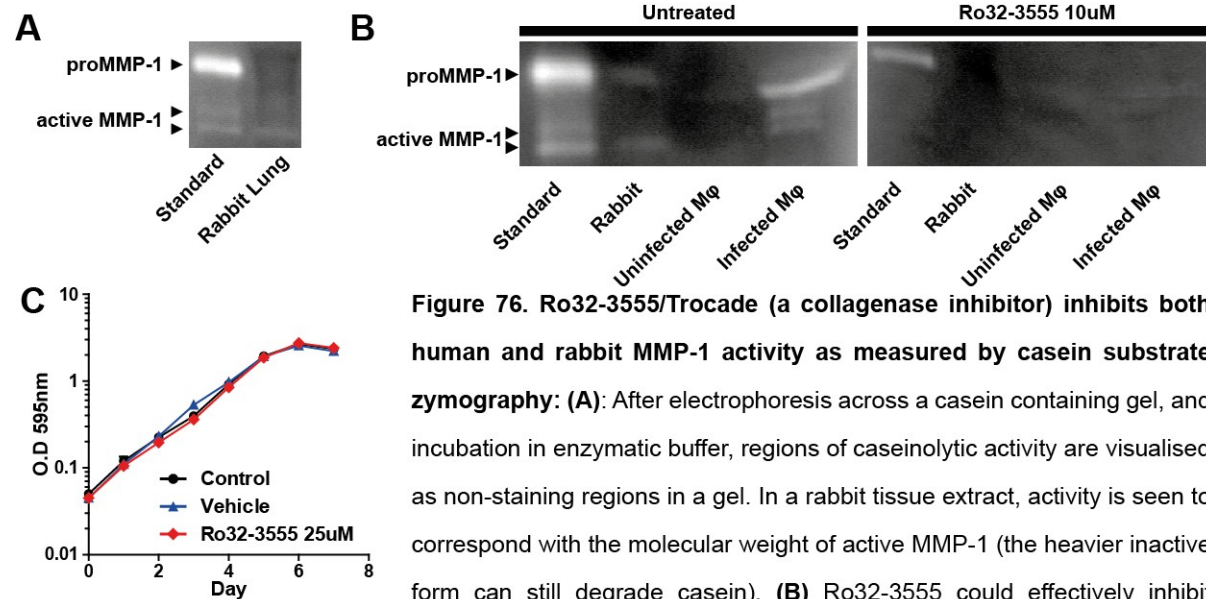 A
proMMP-1
active MMP-1
Standard
Rabbit Lung
B
Untreated
Ro32-3555 10uM
proMMP-1
active MMP-1
Standard
Rabbit
Uninfected Mφ
Infected Mφ
Standard
Rabbit
Uninfected Mφ
Infected Mφ
C
O.D 595nm
10
1
0.1
0.01
Control
Vehicle
Ro32-3555 25uM
0 2 4 6 8
Day
Figure 76. Ro32-3555/Trocade (a collagenase inhibitor) inhibits both
human and rabbit MMP-1 activity as measured by casein substrate
zymography: (A): After electrophoresis across a casein containing gel, and
incubation in enzymatic buffer, regions of caseinolytic activity are visualised
as non-staining regions in a gel. In a rabbit tissue extract, activity is seen to
correspond with the molecular weight of active MMP-1 (the heavier inactive
form can still degrade casein). (B) Ro32-3555 could effectively inhibit